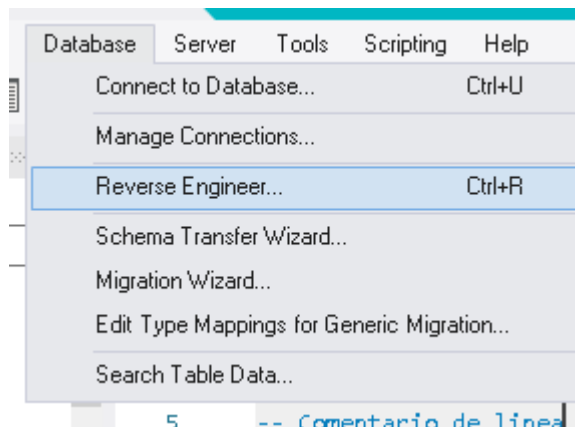 Database Server Tools Scripting Help
Connect to Database... Ctrl+U
Manage Connections...
Reverse Engineer... Ctrl+R
Schema Transfer Wizard...
Migration Wizard...
Edit Type Mappings for Generic Migration...
Search Table Data...
5 -- Comentario de linea